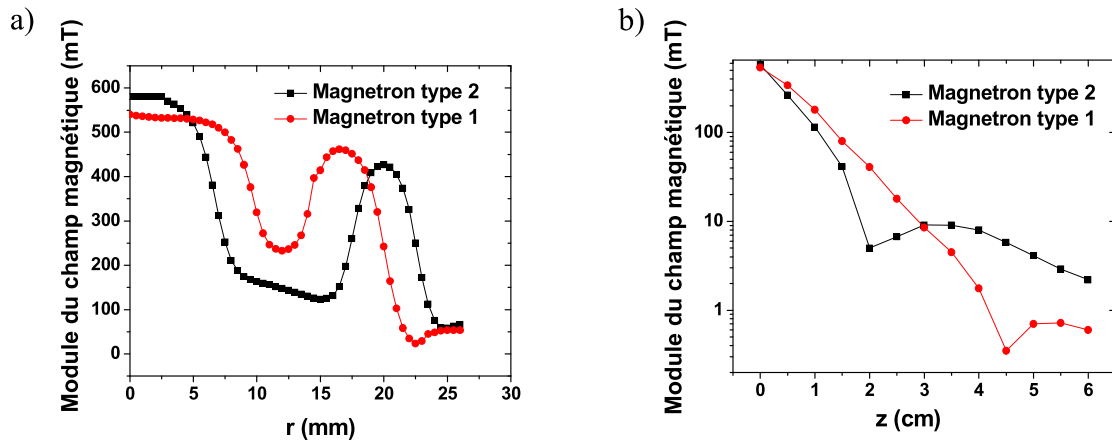 a)
Module du champ magnétique (mT)
600
500
400
300
200
100
0
Magnetron type 2
Magnetron type 1
0 5 10 15 20 25 30
r (mm)
b)
Module du champ magnétique (mT)
100
10
1
Magnetron type 2
Magnetron type 1
0 1 2 3 4 5 6
z (cm)